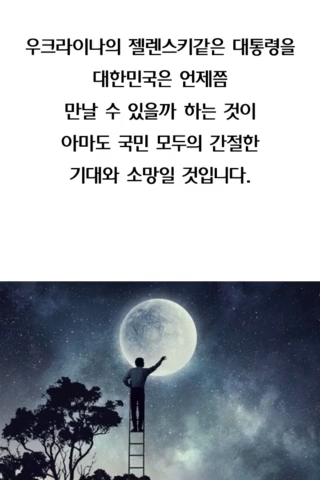 우크라이나의 젤렌스키같은 대통령을
대한민국은 언제쯤
만날 수 있을까 하는 것이
아마도 국민 모두의 간절한
기대와 소망일 것입니다.